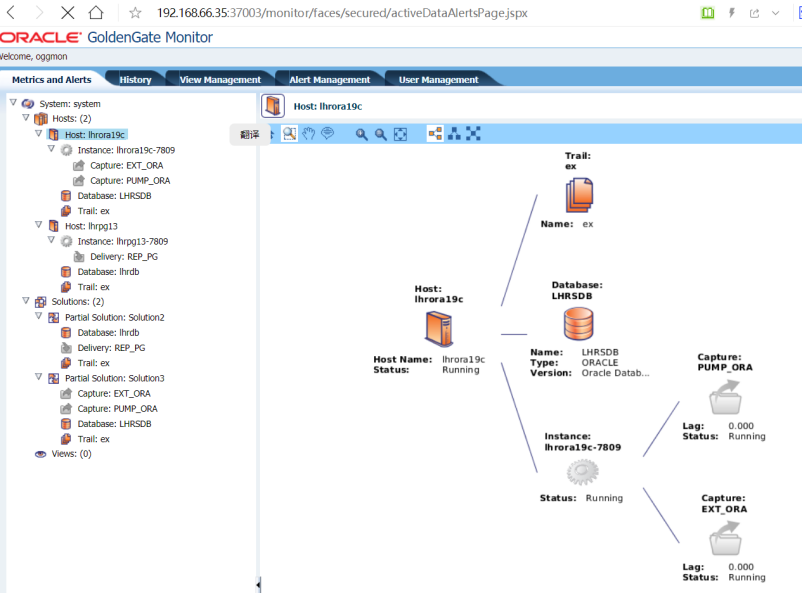 192.168.66.35:37003/monitor/faces/secured/activeDataAlertsPage.jspx
ORACLE GoldenGate Monitor
Welcome, oggmon
Metrics and Alerts
History
View Management
Alert Management
User Management
System: system
Hosts: (2)
Host: lhrora19c
Instance: lhrora19c-7809
Capture: EXT_ORA
Capture: PUMP_ORA
Database: LHRSDB
Trail: ex
Host: lhrpg13
Instance: lhrpg13-7809
Delivery: REP_PG
Database: lhrdb
Trail: ex
Solutions: (2)
Partial Solution: Solution2
Database: lhrdb
Delivery: REP_PG
Trail: ex
Partial Solution: Solution3
Capture: EXT_ORA
Capture: PUMP_ORA
Database: LHRSDB
Trail: ex
Views: (0)
Host: lhrora19c
翻译
Trail:
ex
Name: ex
Host:
lhrora19c
Host Name: lhrora19c
Status: Running
Database:
LHRSDB
Name: LHRSDB
Type: ORACLE
Version: Oracle Datab...
Instance:
lhrora19c-7809
Status: Running
Capture:
PUMP_ORA
Lag: 0.000
Status: Running
Capture:
EXT_ORA
Lag: 0.000
Status: Running